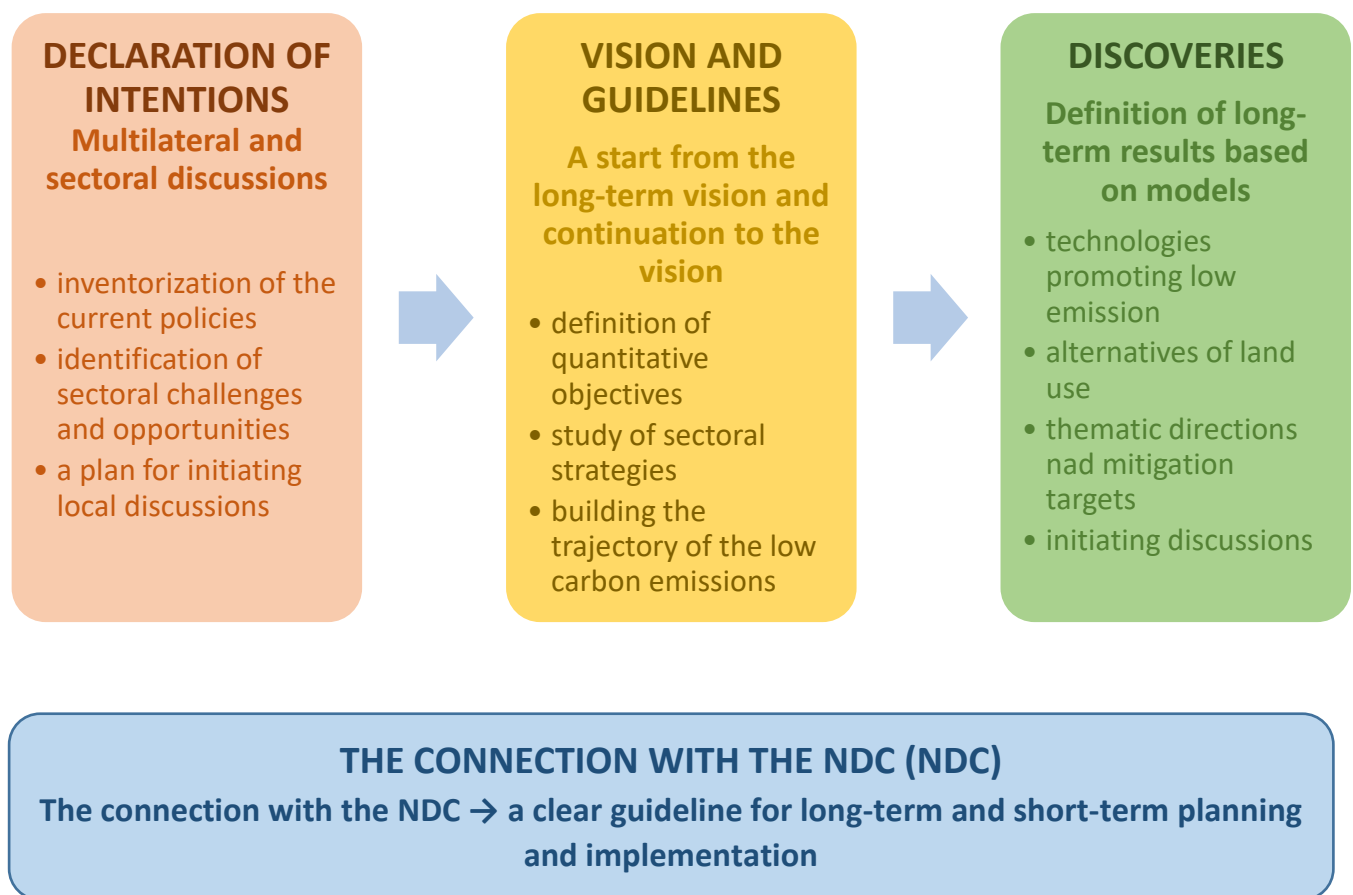 DECLARATION OF
INTENTIONS
Multilateral and
sectoral discussions
• inventorization of the
current policies
• identification of
sectoral challenges
and opportunities
• a plan for initiating
local discussions
VISION AND
GUIDELINES
A start from the
long-term vision and
continuation to the
vision
• definition of
quantitative
objectives
• study of sectoral
strategies
• building the
trajectory of the low
carbon emissions
DISCOVERIES
Definition of long-
term results based
on models
• technologies
promoting low
emission
• alternatives of land
use
• thematic directions
nad mitigation
targets
• initiating discussions
THE CONNECTION WITH THE NDC (NDC)
The connection with the NDC → a clear guideline for long-term and short-term planning
and implementation